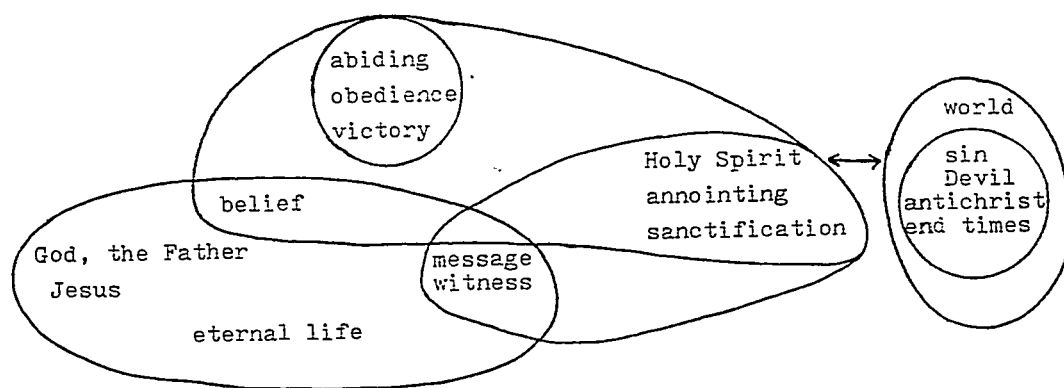 abiding
obedience
victory
world
sin
Devil
antichrist
end times
Holy Spirit
annointing
sanctification
belief
God, the Father
Jesus
message
witness
eternal life